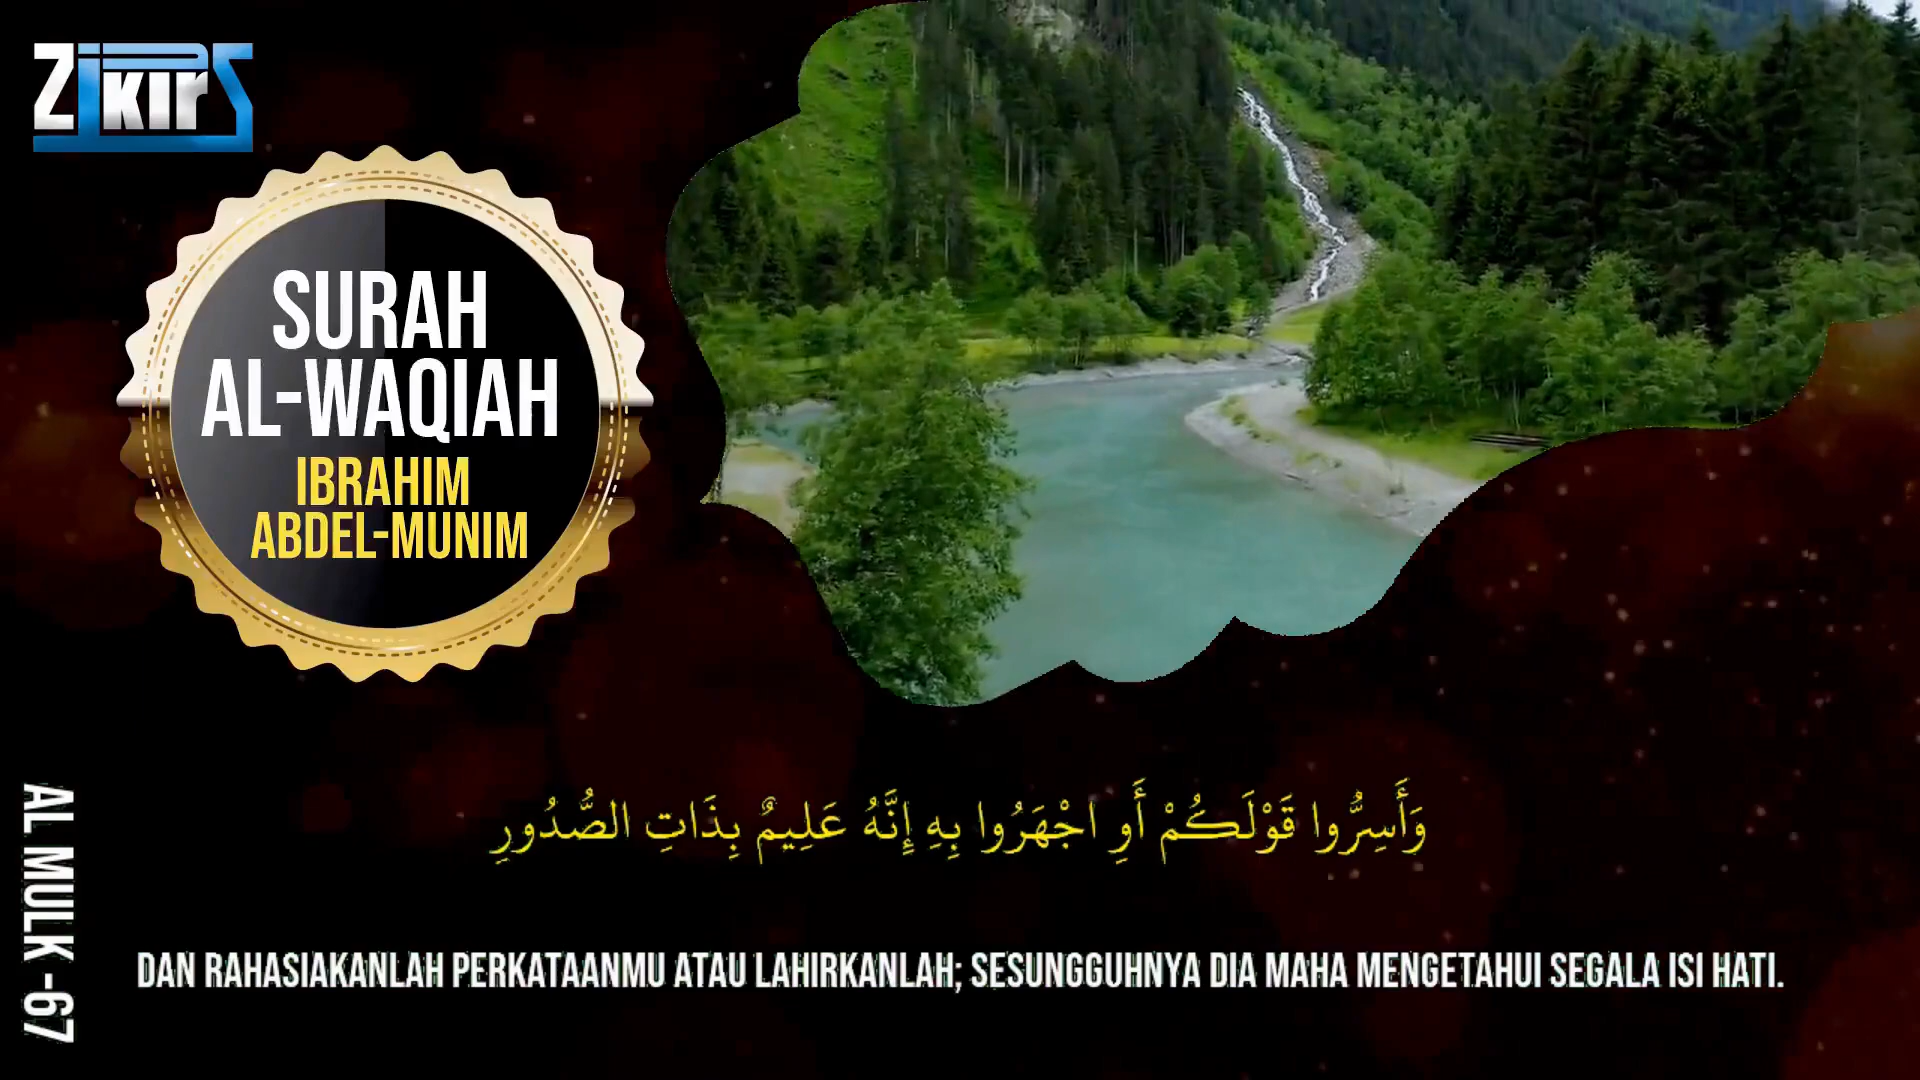 Zikir
SURAH
AL-WAQIAH
IBRAHIM
ABDEL-MUNIM
وَأَسِرُّوا قَوْلَكُمْ أَوِ اجْهَرُوا بِهِ إِنَّهُ عَلِيمٌ بِذَاتِ الصُّدُورِ
DAN RAHASIAKANLAH PERKATAANMU ATAU LAHIRKANLAH; SESUNGGUHNYA DIA MAHA MENGETAHUI SEGALA ISI HATI.
AL MULK -67